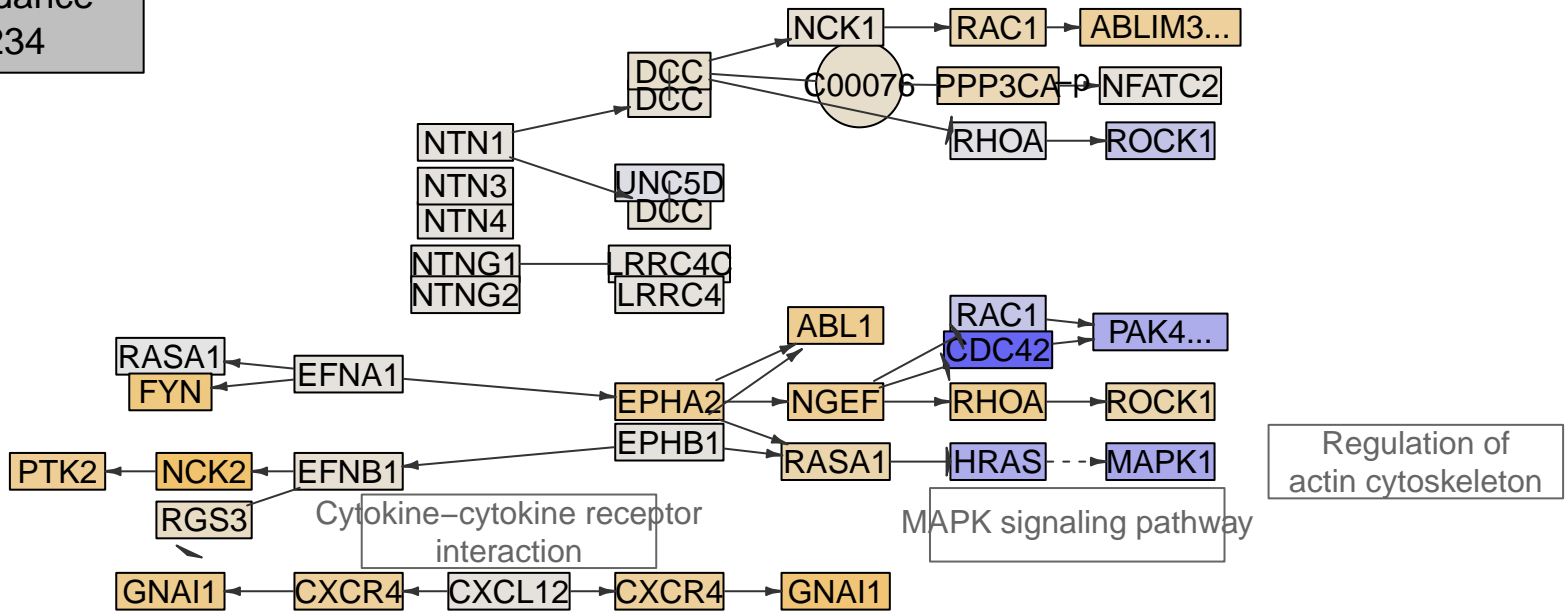 234
NCK1
RAC1
ABLIM3...
DCC
DCC
C00076
PPP3CA
+p
NFATC2
NTN1
RHOA
ROCK1
NTN3
NTN4
UNC5D
DCC
NTNG1
NTNG2
LRRC4C
LRRC4
ABL1
RAC1
CDC42
PAK4...
RASA1
FYN
EFNA1
EPHA2
NGEF
RHOA
ROCK1
EPHB1
PTK2
NCK2
EFNB1
RASA1
HRAS
MAPK1
Regulation of
actin cytoskeleton
RGS3
Cytokine−cytokine receptor
interaction
MAPK signaling pathway
GNAI1
CXCR4
CXCL12
CXCR4
GNAI1